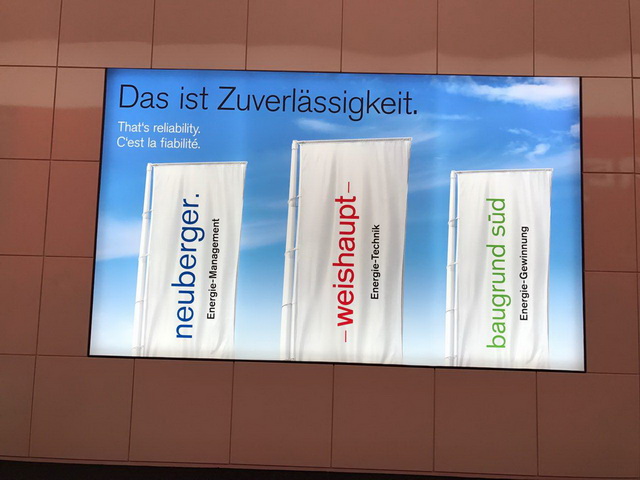 Das ist Zuverlässigkeit.
That's reliability.
C'est la fiabilité.
neuberger.
Energie-Management
–weishaupt–
Energie-Technik
baugrund süd
Energie-Gewinnung